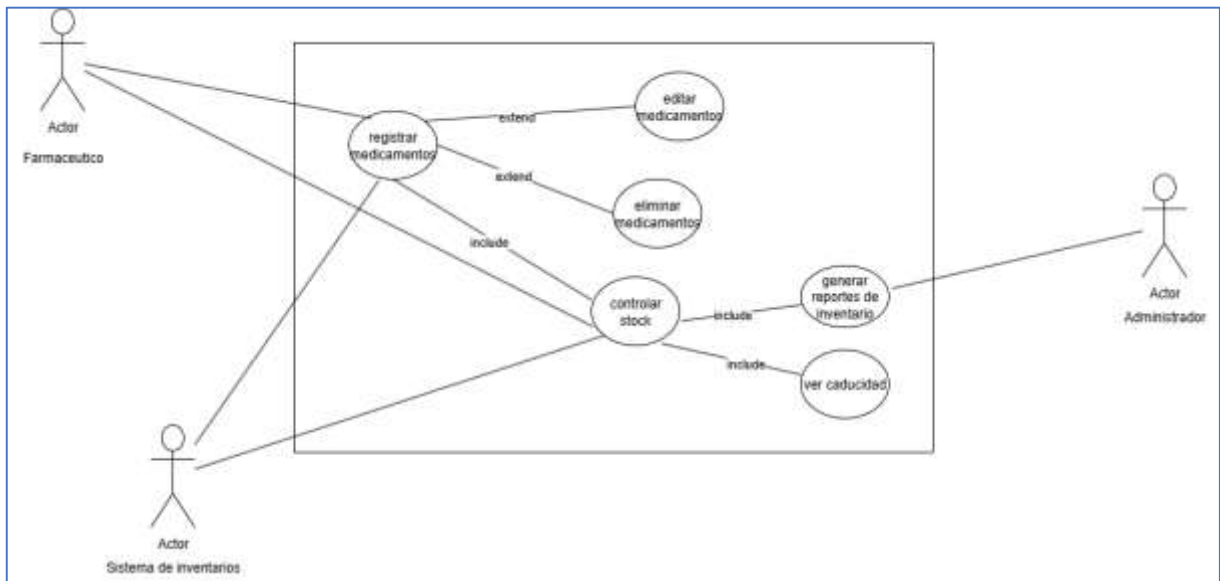 Actor
Farmaceutico
registrar
medicamentos
extend
editar
medicamentos
extend
eliminar
medicamentos
include
controlar
stock
include
generar
reportes de
inventario
include
ver caducidad
Actor
Administrador
Actor
Sistema de inventarios